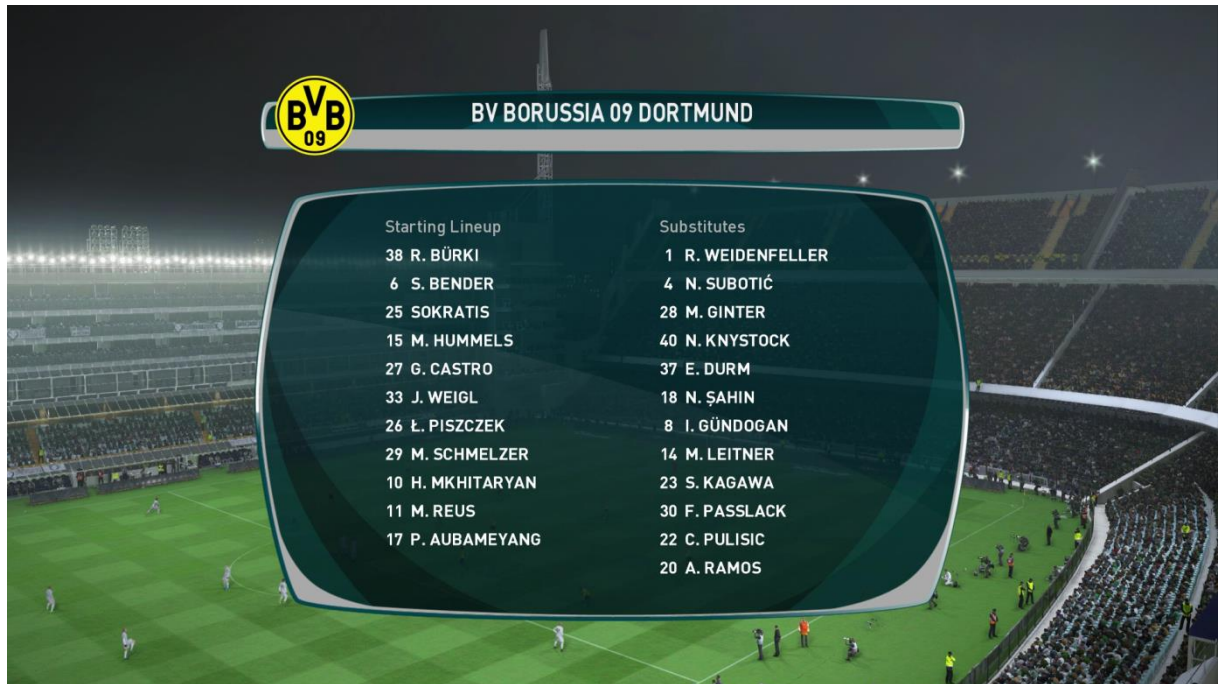 BVB
09
BV BORUSSIA 09 DORTMUND
Starting Lineup
38 R. BÜRKI
6 S. BENDER
25 SOKRATIS
15 M. HUMMELS
27 G. CASTRO
33 J. WEIGL
26 Ł. PISZCZEK
29 M. SCHMELZER
10 H. MKHITARYAN
11 M. REUS
17 P. AUBAMEYANG
Substitutes
1 R. WEIDENFELLER
4 N. SUBOTIĆ
28 M. GINTER
40 N. KNYSTOCK
37 E. DURM
18 N. ŞAHIN
8 I. GÜNDOGAN
14 M. LEITNER
23 S. KAGAWA
30 F. PASSLACK
22 C. PULISIC
20 A. RAMOS